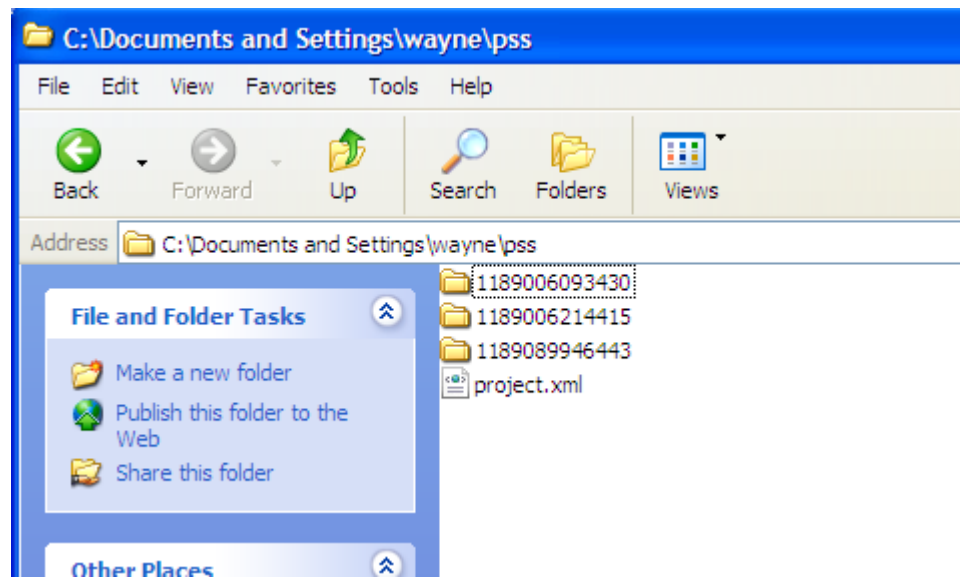 C:\Documents and Settings\wayne\pss
File Edit View Favorites Tools Help
Back Forward Up Search Folders Views
Address C:\Documents and Settings\wayne\pss
File and Folder Tasks
Make a new folder
Publish this folder to the
Web
Share this folder
Other Places
1189006093430
1189006214415
1189089946443
project.xml